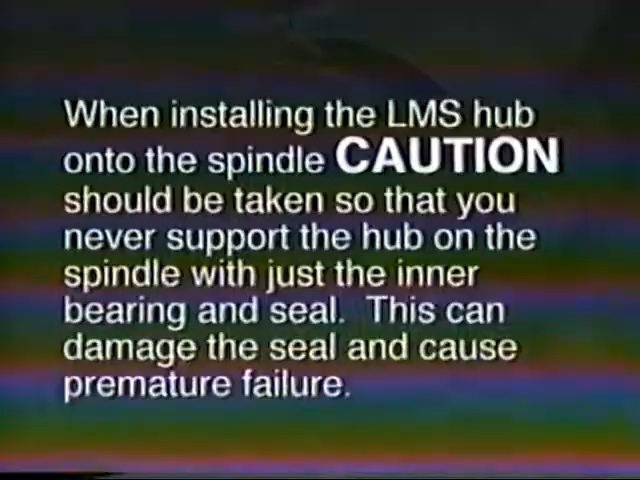 When installing the LMS hub
onto the spindle CAUTION
should be taken so that you
never support the hub on the
spindle with just the inner
bearing and seal.  This can
damage the seal and cause
premature failure.